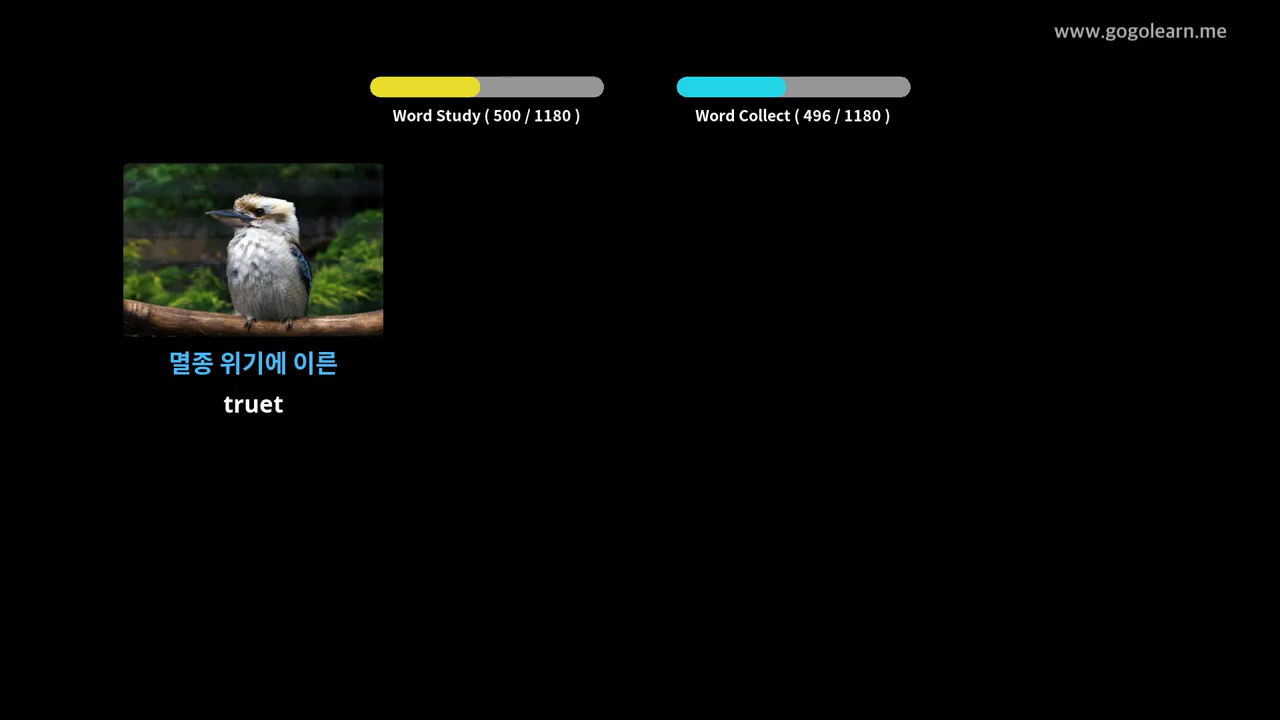 www.gogolearn.me
Word Study ( 500 / 1180 )
Word Collect ( 496 / 1180 )
멸종 위기에 이른
truet